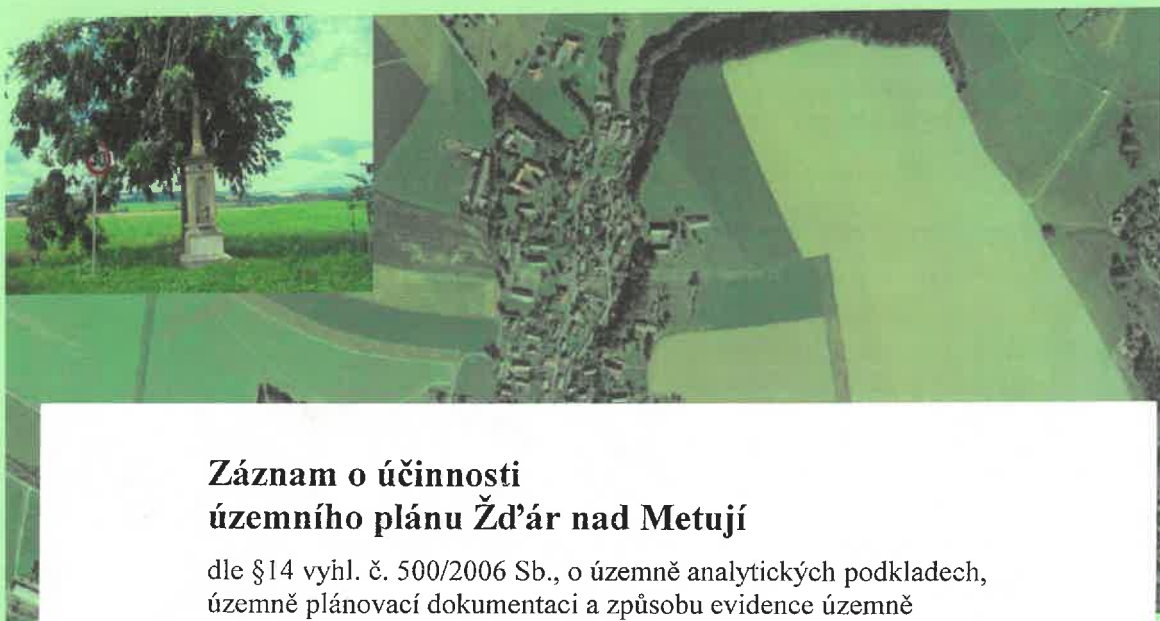 Záznam o účinnosti
územního plánu Žďár nad Metují
dle §14 vyhl. č. 500/2006 Sb., o územně analytických podkladech,
územně plánovací dokumentaci a způsobu evidence územně